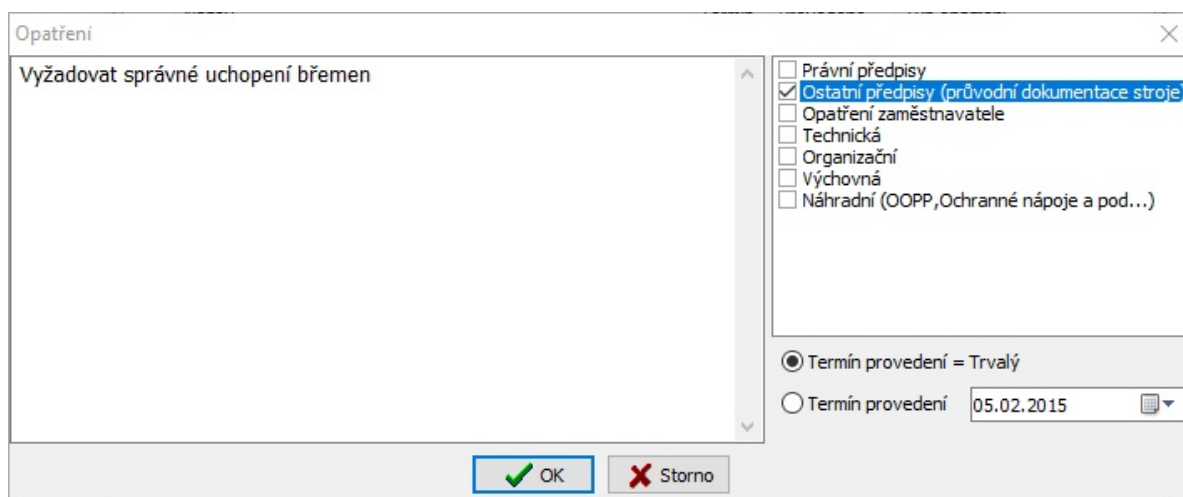 Opatření
Vyžadovat správné uchopení břemen
Právní předpisy
Ostatní předpisy (průvodní dokumentace stroje)
Opatření zaměstnavatele
Technická
Organizační
Výchovná
Náhradní (OOPP,Ochranné nápoje a pod...)
Termín provedení = Trvalý
Termín provedení 05.02.2015
OK Storno